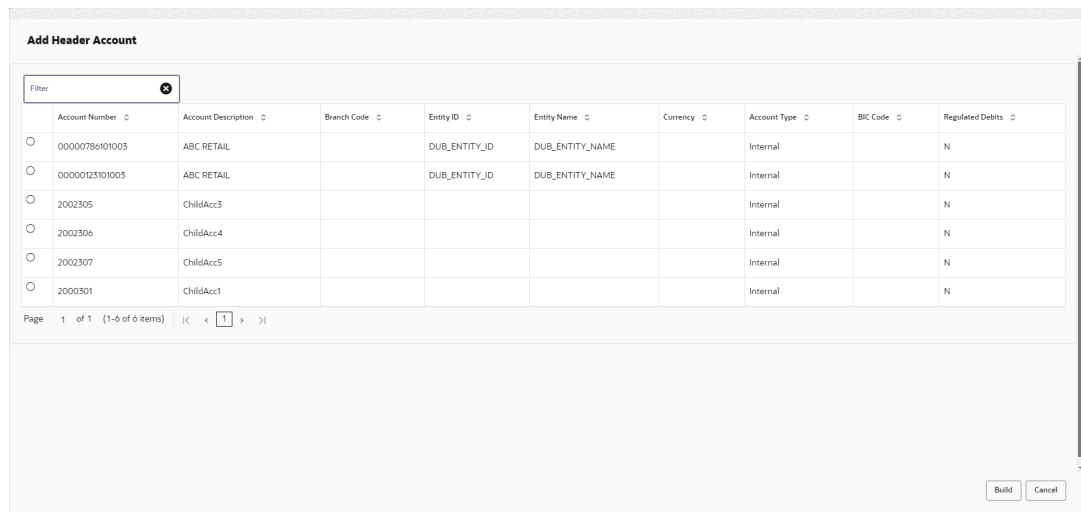 Add Header Account
Filter
Account Number Account Description Branch Code Entity ID Entity Name Currency Account Type BIC Code Regulated Debits
00000786101003 ABC RETAIL DUB_ENTITY_ID DUB_ENTITY_NAME Internal N
00000123101003 ABC RETAIL DUB_ENTITY_ID DUB_ENTITY_NAME Internal N
2002305 ChildAcc3 Internal N
2002306 ChildAcc4 Internal N
2002307 ChildAcc5 Internal N
2000301 ChildAcc1 Internal N
Page 1 of 1 (1-6 of 6 items) 1
Build Cancel